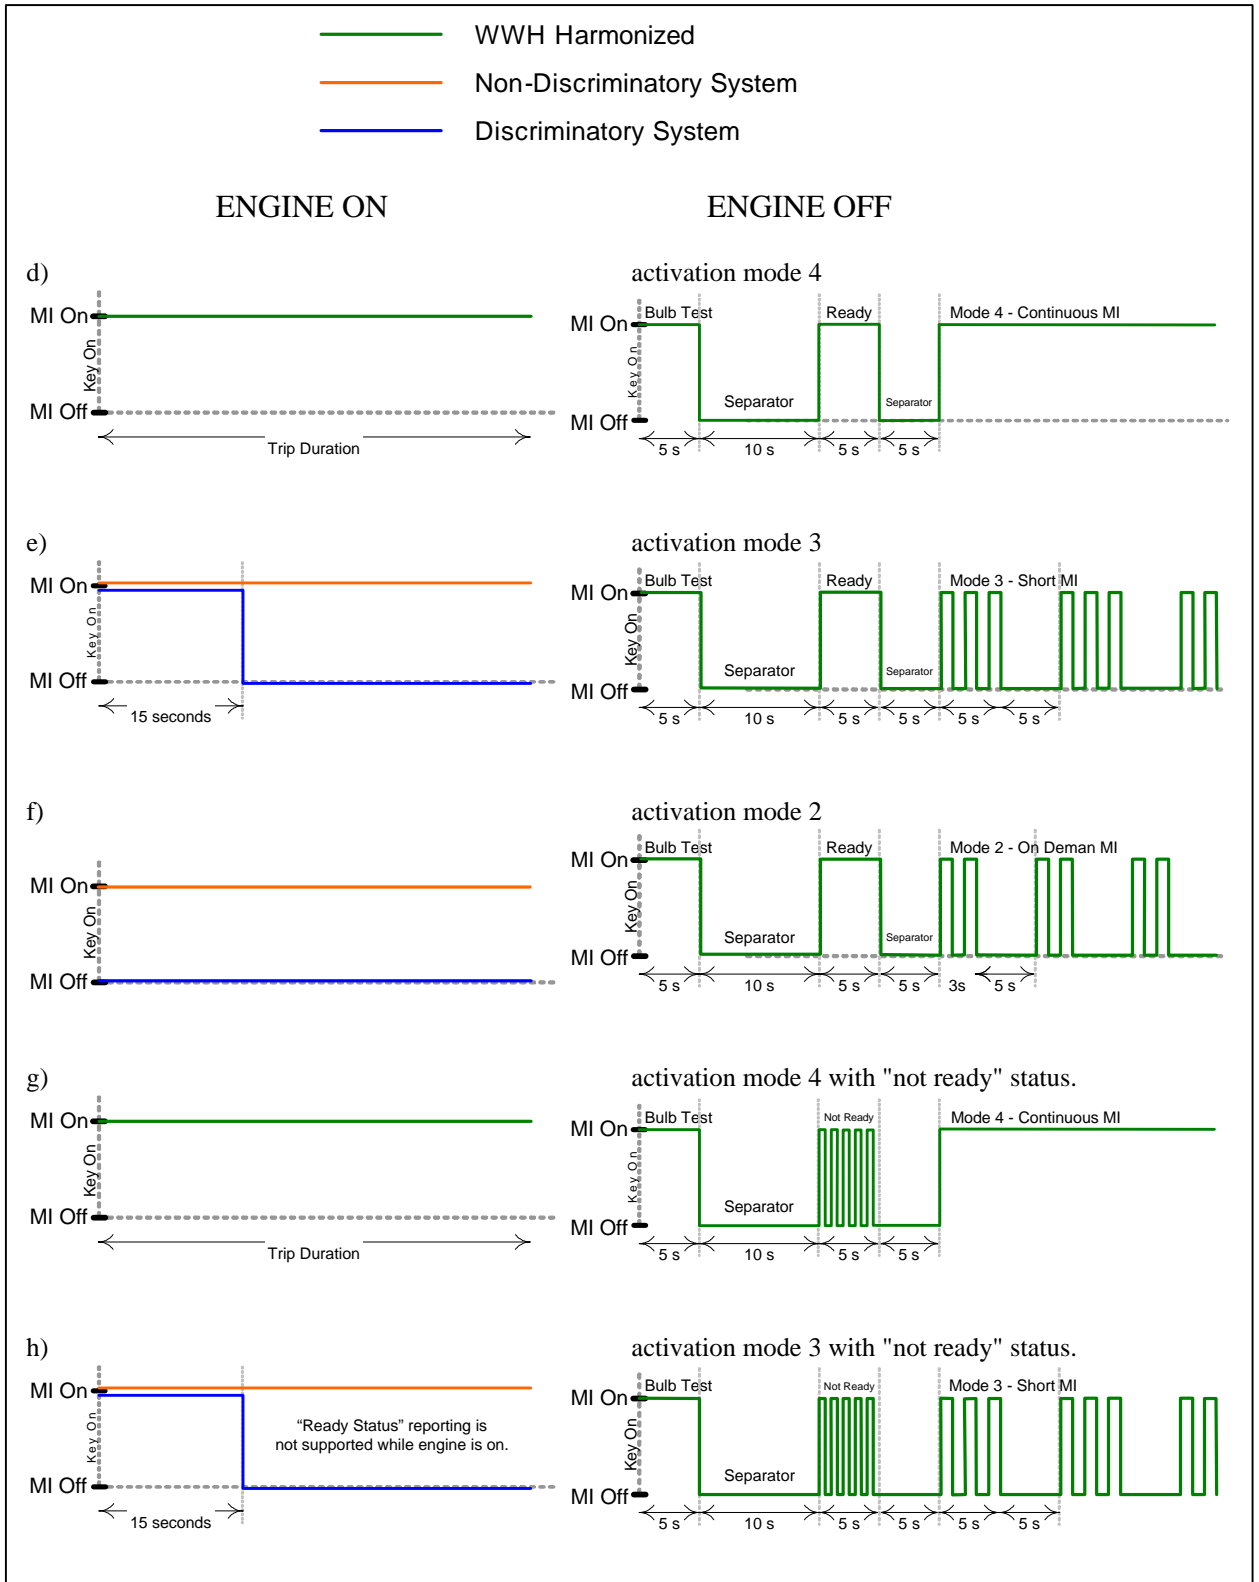 WWH Harmonized
Non-Discriminatory System
Discriminatory System
ENGINE ON
ENGINE OFF
d)
MI On
Key On
MI Off
Trip Duration
activation mode 4
Bulb Test
Ready
Mode 4 - Continuous MI
MI On
Key On
Separator
Separator
MI Off
5 s
10 s
5 s
5 s
e)
MI On
Key On
MI Off
15 seconds
activation mode 3
Bulb Test
Ready
Mode 3 - Short MI
MI On
Key On
Separator
Separator
MI Off
5 s
10 s
5 s
5 s
5 s
5 s
f)
MI On
Key On
MI Off
activation mode 2
Bulb Test
Ready
Mode 2 - On Deman MI
MI On
Key On
Separator
Separator
MI Off
5 s
10 s
5 s
5 s
3s
5 s
g)
MI On
Key On
MI Off
Trip Duration
activation mode 4 with "not ready" status.
Bulb Test
Not Ready
Mode 4 - Continuous MI
MI On
Key On
Separator
MI Off
5 s
10 s
5 s
5 s
h)
MI On
Key On
“Ready Status” reporting is
not supported while engine is on.
MI Off
15 seconds
activation mode 3 with "not ready" status.
Bulb Test
Not Ready
Mode 3 - Short MI
MI On
Key On
Separator
MI Off
5 s
10 s
5 s
5 s
5 s
5 s